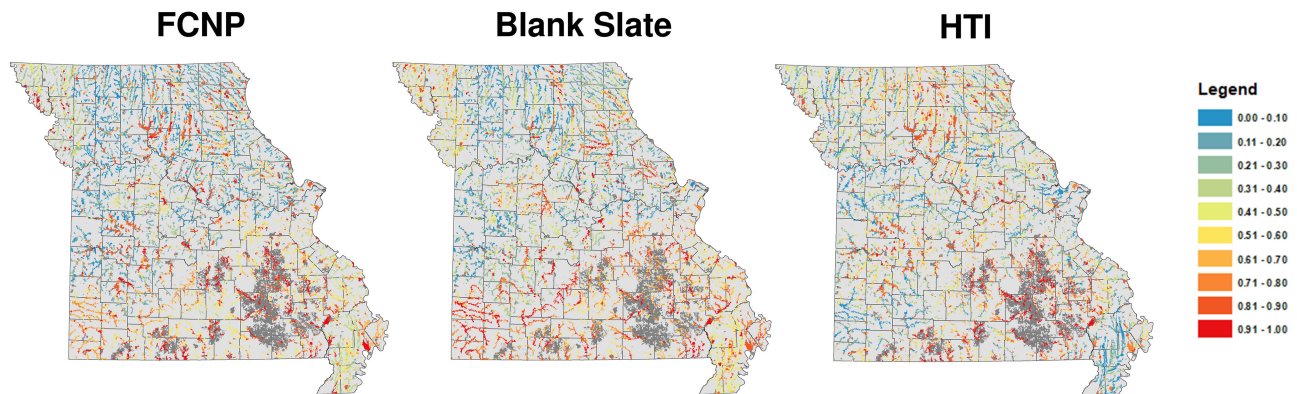 FCNP
Blank Slate
HTI
Legend
0.00 - 0.10
0.11 - 0.20
0.21 - 0.30
0.31 - 0.40
0.41 - 0.50
0.51 - 0.60
0.61 - 0.70
0.71 - 0.80
0.81 - 0.90
0.91 - 1.00